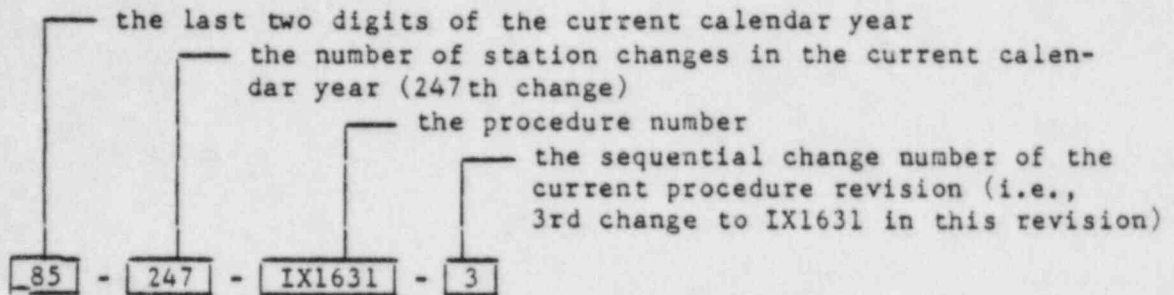 the last two digits of the current calendar year
the number of station changes in the current calen-
dar year (247th change)
the procedure number
the sequential change number of the
current procedure revision (i.e.,
3rd change to IX1631 in this revision)
85 - 247 - IX1631 - 3